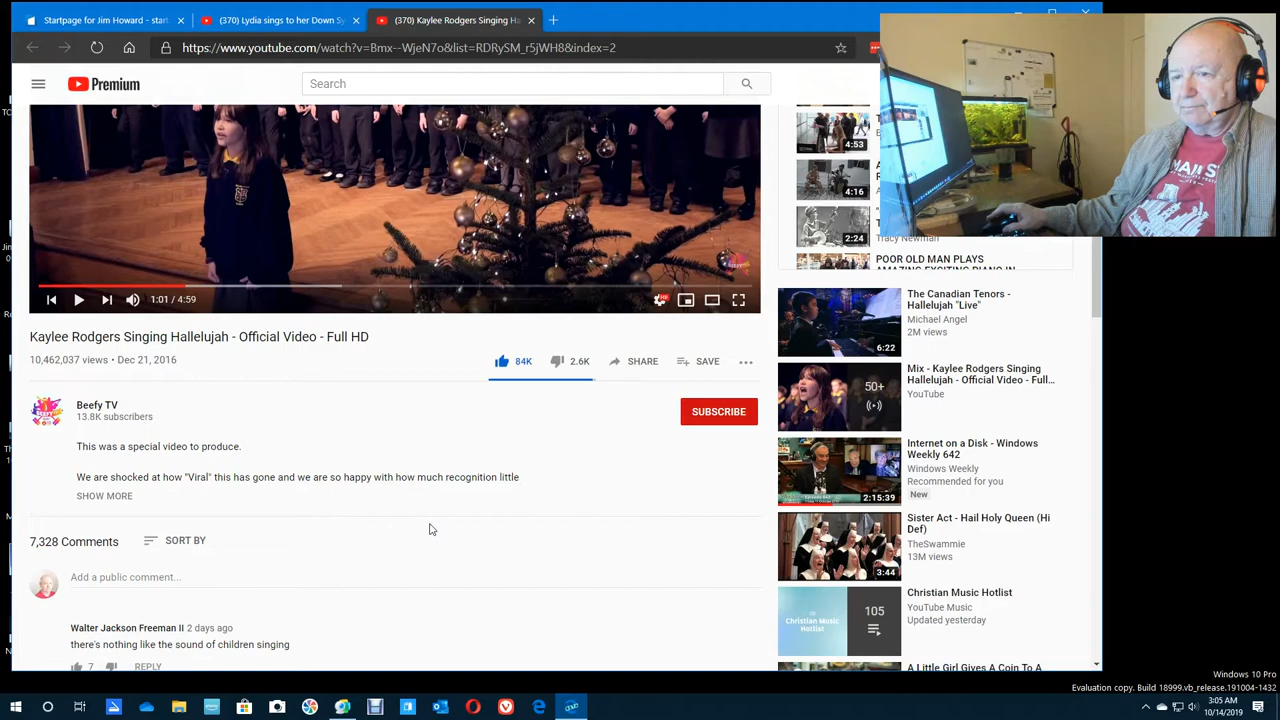 Startpage for Jim Howard - start
(370) Lydia sings to her Down Sy
(370) Kaylee Rodgers Singing Ha
https://www.youtube.com/watch?v=Bmx--WjeN7o&list=RDRySM_r5jWH8&index=2
Premium
Search
4:53
4:16
2:24
Tracy Newman
POOR OLD MAN PLAYS
AMAZING EXCITING PIANO IN
1:01 / 4:59
HD
Kaylee Rodgers Singing Hallelujah - Official Video - Full HD
10,462,037 views • Dec 21, 2016
84K 2.6K SHARE SAVE
Beefy TV
13.8K subscribers
SUBSCRIBE
This was a special video to produce.
We are shocked at how "Viral" this has gone and we are so happy with how much recognition little
SHOW MORE
7,328 Comments SORT BY
Add a public comment...
Walter Jackson Freeman II 2 days ago
there's nothing like the sound of children singing
7 REPLY
The Canadian Tenors -
Hallelujah "Live"
Michael Angel
2M views
6:22
Mix - Kaylee Rodgers Singing
Hallelujah - Official Video - Full...
YouTube
50+
Internet on a Disk - Windows
Weekly 642
Windows Weekly
Recommended for you
New
2:15:39
Sister Act - Hail Holy Queen (Hi
Def)
TheSwammie
13M views
3:44
Christian Music Hotlist
YouTube Music
Updated yesterday
105
Christian Music
Hotlist
A Little Girl Gives A Coin To A
Windows 10 Pro
Evaluation copy. Build 18999.vb_release.191004-1432
3:05 AM
10/14/2019